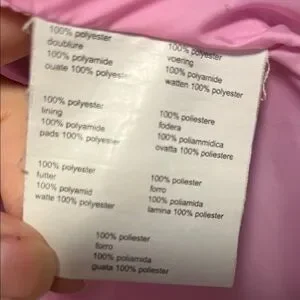 100% polyester
doublure
100% polyamide
ouate 100% polyester
100% polyester
voering
100% polyamide
watten 100% polyester
100% polyester
lining
100% polyamide
pads 100% polyester
100% poliestere
fodera
100% poliammidica
ovatta 100% poliestere
100% polyester
futter
100% polyamid
watte 100% polyester
100% poliester
forro
100% poliamida
lamina 100% poliester
100% poliester
forro
100% poliamida
guata 100% poliester